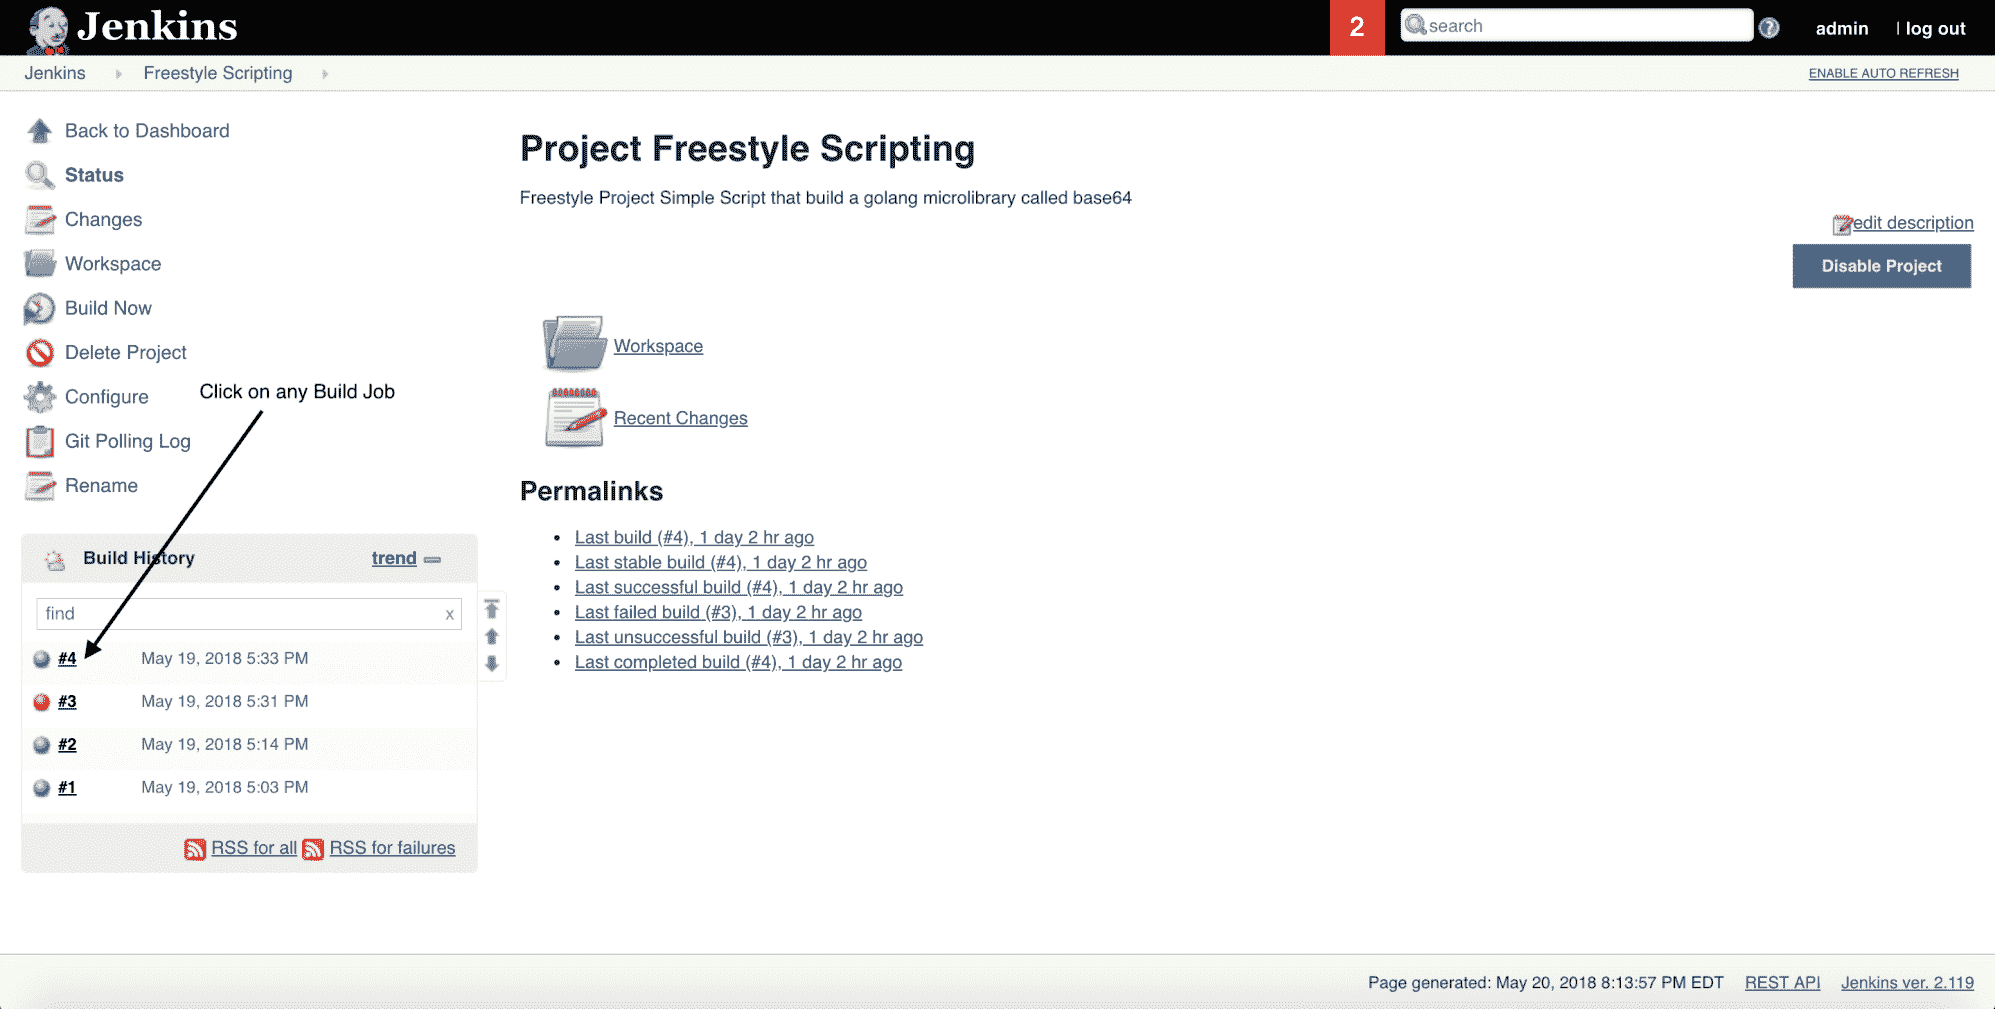 Jenkins
2
search
admin
| log out
Jenkins
Freestyle Scripting
ENABLE AUTO REFRESH
Back to Dashboard
Status
Changes
Workspace
Build Now
Delete Project
Configure
Git Polling Log
Rename
Click on any Build Job
Build History
trend
find
x
#4 May 19, 2018 5:33 PM
#3 May 19, 2018 5:31 PM
#2 May 19, 2018 5:14 PM
#1 May 19, 2018 5:03 PM
RSS for all RSS for failures
Project Freestyle Scripting
Freestyle Project Simple Script that build a golang microlibrary called base64
edit description
Disable Project
Workspace
Recent Changes
Permalinks
Last build (#4), 1 day 2 hr ago
Last stable build (#4), 1 day 2 hr ago
Last successful build (#4), 1 day 2 hr ago
Last failed build (#3), 1 day 2 hr ago
Last unsuccessful build (#3), 1 day 2 hr ago
Last completed build (#4), 1 day 2 hr ago
Page generated: May 20, 2018 8:13:57 PM EDT REST API Jenkins ver. 2.119